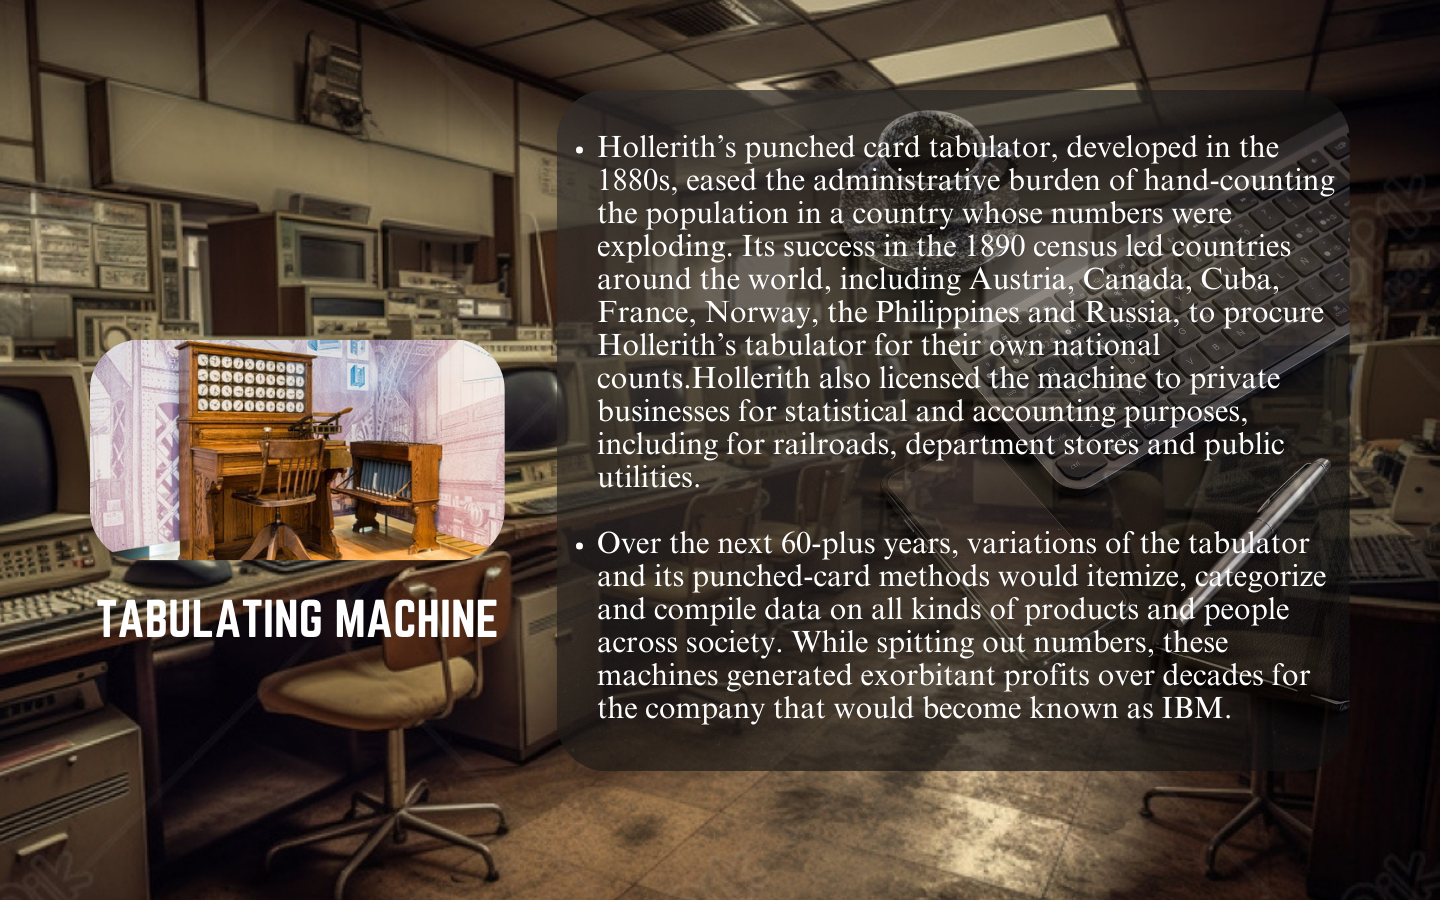 • Hollerith’s punched card tabulator, developed in the
1880s, eased the administrative burden of hand-counting
the population in a country whose numbers were
exploding. Its success in the 1890 census led countries
around the world, including Austria, Canada, Cuba,
France, Norway, the Philippines and Russia, to procure
Hollerith’s tabulator for their own national
counts.Hollerith also licensed the machine to private
businesses for statistical and accounting purposes,
including for railroads, department stores and public
utilities.
• Over the next 60-plus years, variations of the tabulator
and its punched-card methods would itemize, categorize
and compile data on all kinds of products and people
across society. While spitting out numbers, these
machines generated exorbitant profits over decades for
the company that would become known as IBM.
TABULATING MACHINE